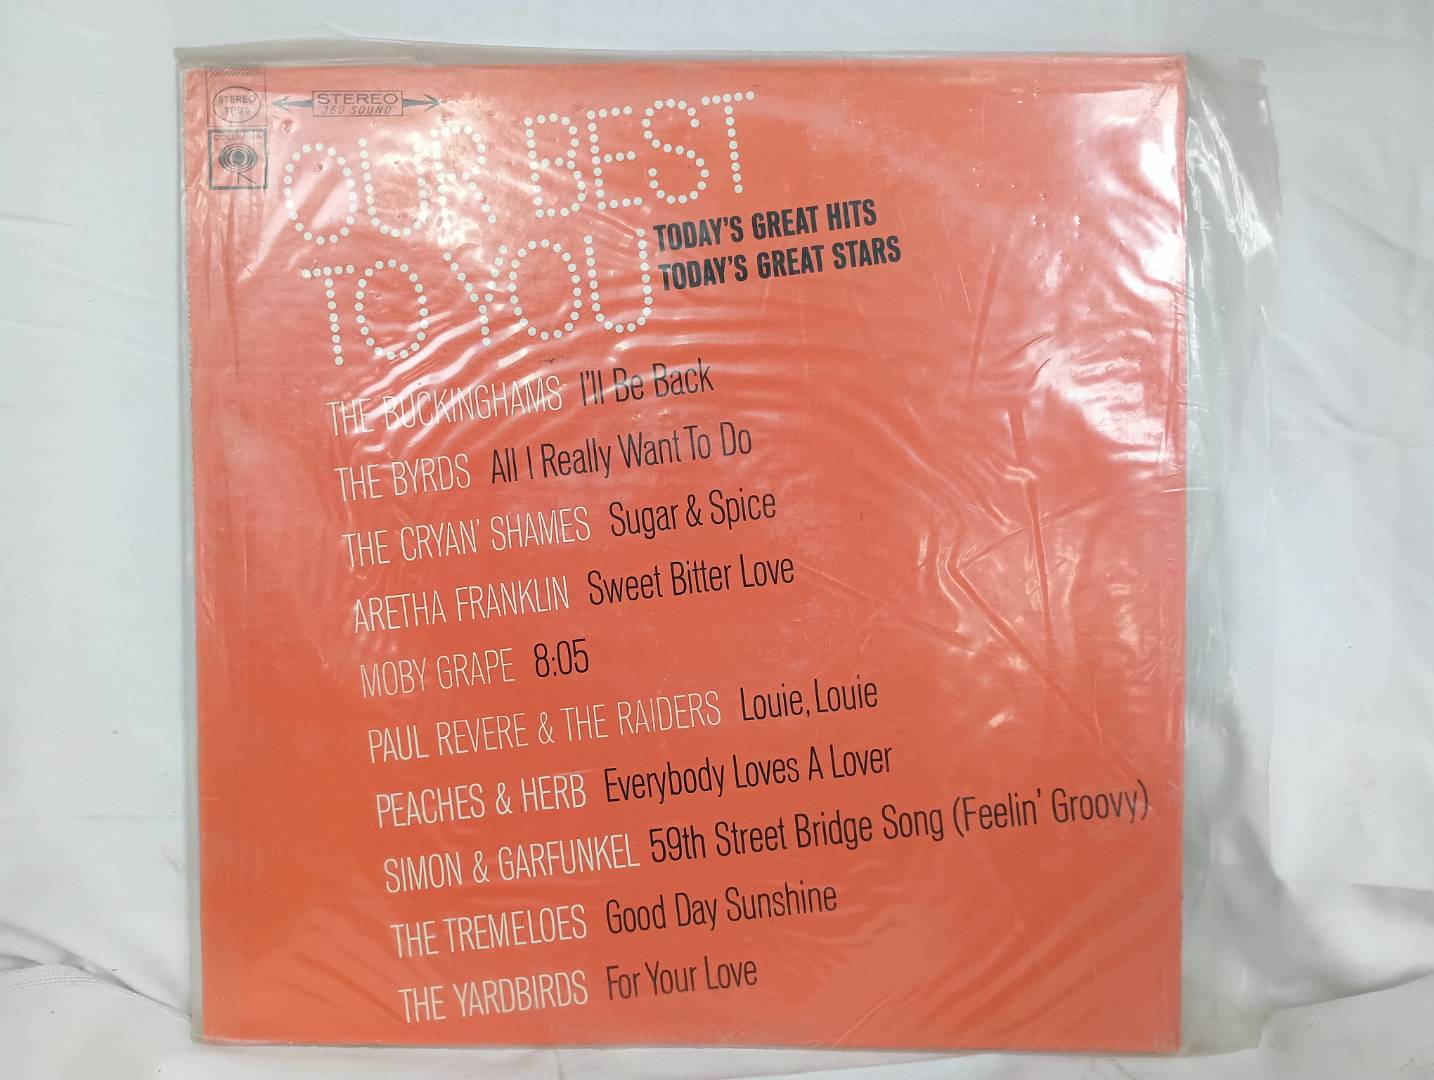 STEREO
STEREO
360 SOUND
COLUMBIA
OUR BEST
TO YOU
TODAY'S GREAT HITS
TODAY'S GREAT STARS
THE BUCKINGHAMS I'll Be Back
THE BYRDS All I Really Want To Do
THE CRYAN' SHAMES Sugar & Spice
ARETHA FRANKLIN Sweet Bitter Love
MOBY GRAPE 8:05
PAUL REVERE & THE RAIDERS Louie, Louie
PEACHES & HERB Everybody Loves A Lover
SIMON & GARFUNKEL 59th Street Bridge Song (Feelin' Groovy)
THE TREMELOES Good Day Sunshine
THE YARDBIRDS For Your Love